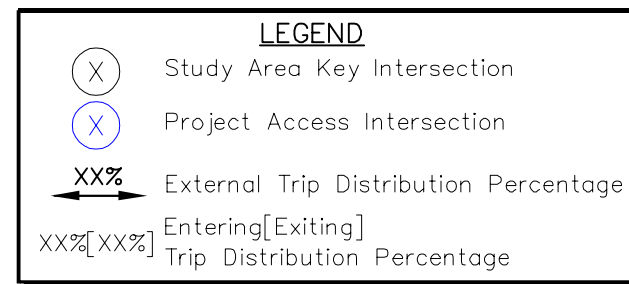 LEGEND
X Study Area Key Intersection
X Project Access Intersection
XX% External Trip Distribution Percentage
XX%[XX%] Entering[Exiting]
Trip Distribution Percentage